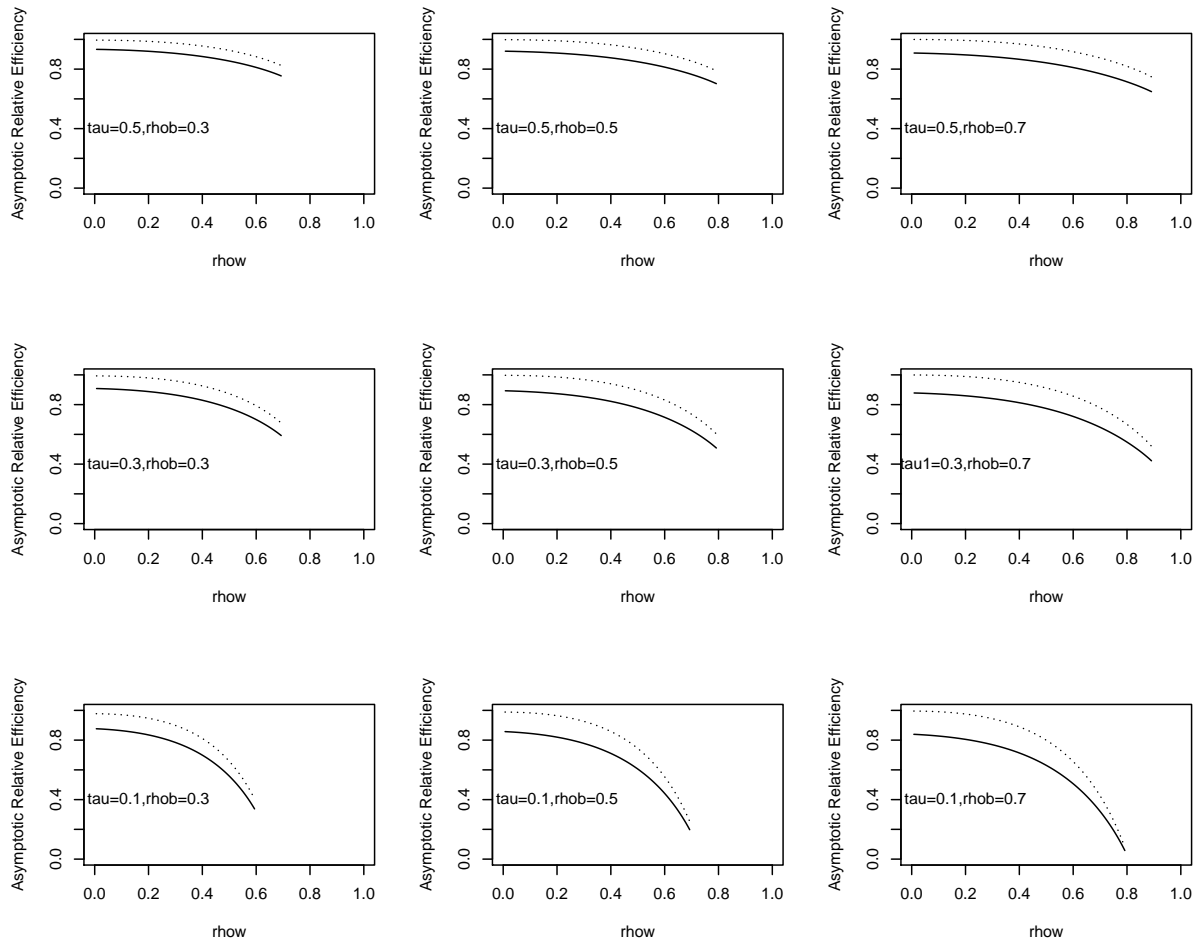 Asymptotic Relative Efficiency
0.0 0.4 0.8
tau=0.5,rhob=0.3
0.0 0.2 0.4 0.6 0.8 1.0
rhow
Asymptotic Relative Efficiency
0.0 0.4 0.8
tau=0.5,rhob=0.5
0.0 0.2 0.4 0.6 0.8 1.0
rhow
Asymptotic Relative Efficiency
0.0 0.4 0.8
tau=0.5,rhob=0.7
0.0 0.2 0.4 0.6 0.8 1.0
rhow
Asymptotic Relative Efficiency
0.0 0.4 0.8
tau=0.3,rhob=0.3
0.0 0.2 0.4 0.6 0.8 1.0
rhow
Asymptotic Relative Efficiency
0.0 0.4 0.8
tau=0.3,rhob=0.5
0.0 0.2 0.4 0.6 0.8 1.0
rhow
Asymptotic Relative Efficiency
0.0 0.4 0.8
tau1=0.3,rhob=0.7
0.0 0.2 0.4 0.6 0.8 1.0
rhow
Asymptotic Relative Efficiency
0.0 0.4 0.8
tau=0.1,rhob=0.3
0.0 0.2 0.4 0.6 0.8 1.0
rhow
Asymptotic Relative Efficiency
0.0 0.4 0.8
tau=0.1,rhob=0.5
0.0 0.2 0.4 0.6 0.8 1.0
rhow
Asymptotic Relative Efficiency
0.0 0.4 0.8
tau=0.1,rhob=0.7
0.0 0.2 0.4 0.6 0.8 1.0
rhow